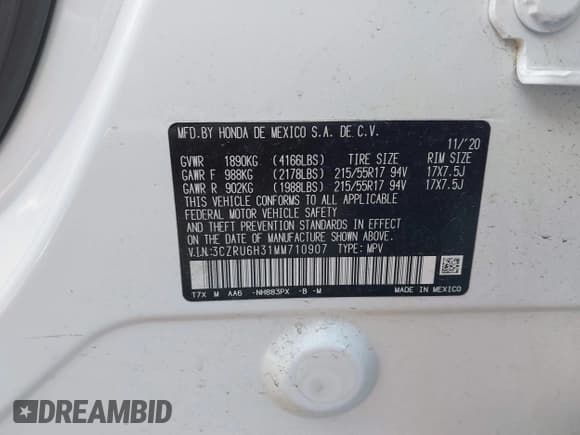 MFD.BY HONDA DE MEXICO S.A. DE C.V.
11/'20
GVWR 1890KG (4166LBS) TIRE SIZE RIM SIZE
GAWR F 988KG (2178LBS) 215/55R17 94V 17X7.5J
GAWR R 902KG (1988LBS) 215/55R17 94V 17X7.5J
THIS VEHICLE CONFORMS TO ALL APPLICABLE
FEDERAL MOTOR VEHICLE SAFETY
AND THEFT PREVENTION STANDARDS IN EFFECT ON
THE DATE OF MANUFACTURE SHOWN ABOVE.
V.I.N:3CZRU6H31MM710907 TYPE: MPV
T7X M AA6 -NH883PX -B -M
MADE IN MEXICO
DREAMBID